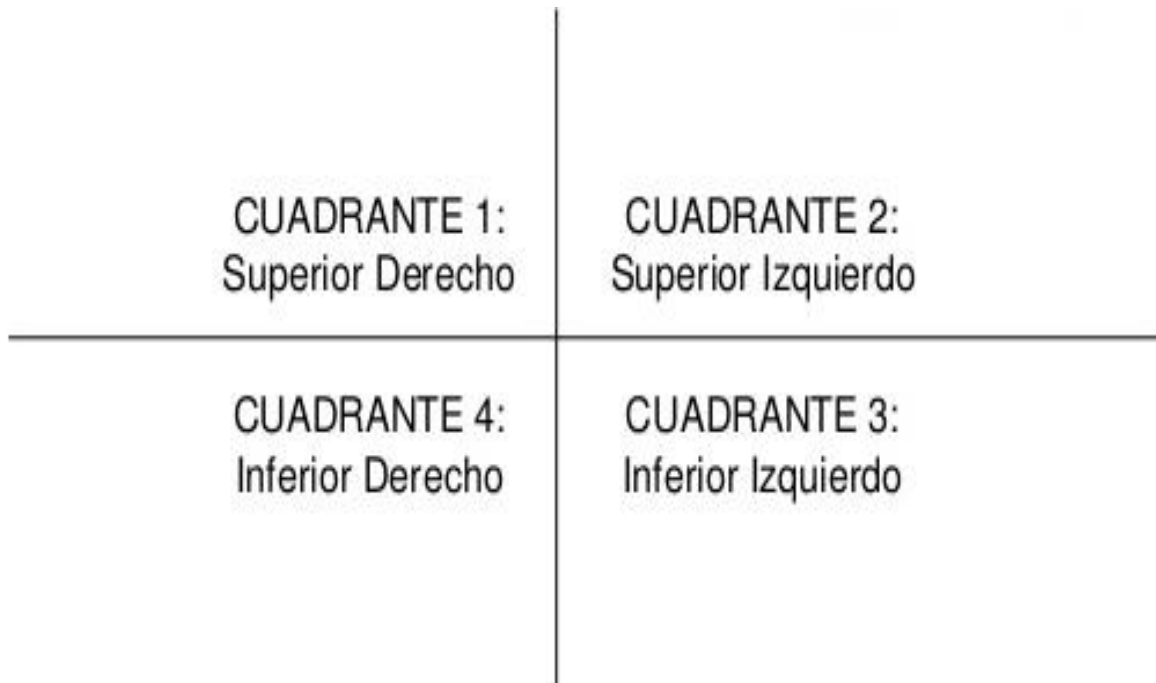 CUADRANTE 1:
Superior Derecho
CUADRANTE 2:
Superior Izquierdo
CUADRANTE 4:
Inferior Derecho
CUADRANTE 3:
Inferior Izquierdo